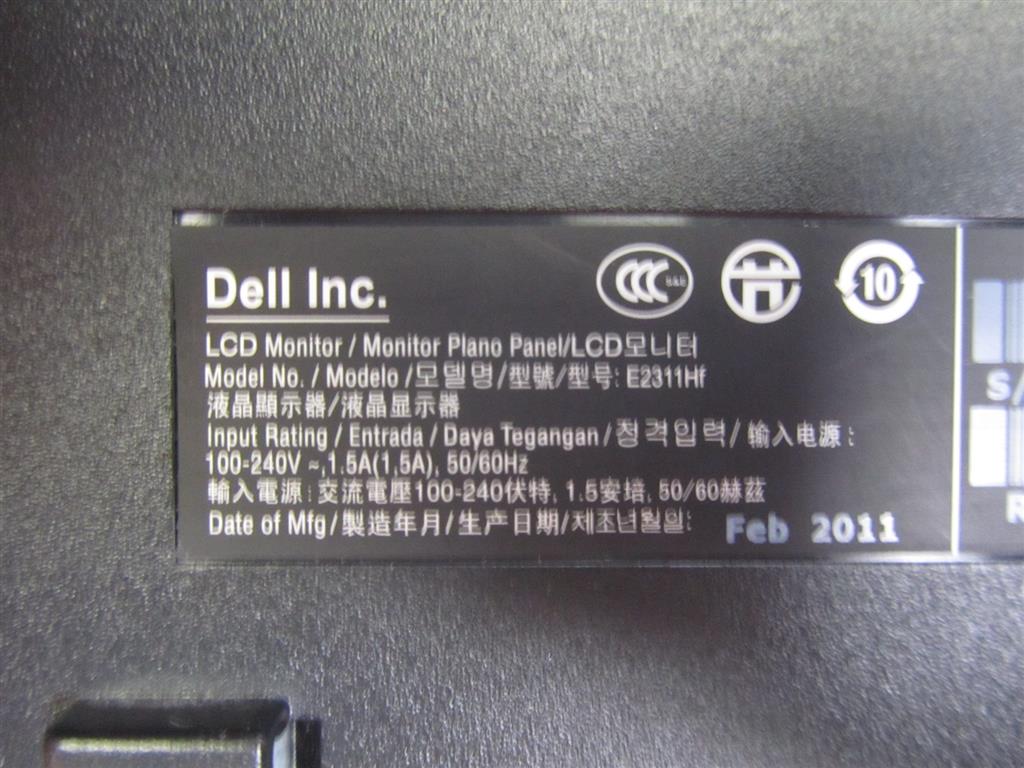 Dell Inc.
CCC S&E
10
LCD Monitor / Monitor Plano Panel/LCD모니터
Model No. / Modelo /모델명/型號/型号: E2311Hf
液晶顯示器/液晶显示器
Input Rating / Entrada / Daya Tegangan / 정격입력/ 输入电源 :
100-240V ~,1.5A(1,5A), 50/60Hz
輸入電源: 交流電壓100-240伏特, 1.5安培, 50/60赫茲
Date of Mfg/製造年月/生产日期/제조년월일: Feb 2011
S/
R